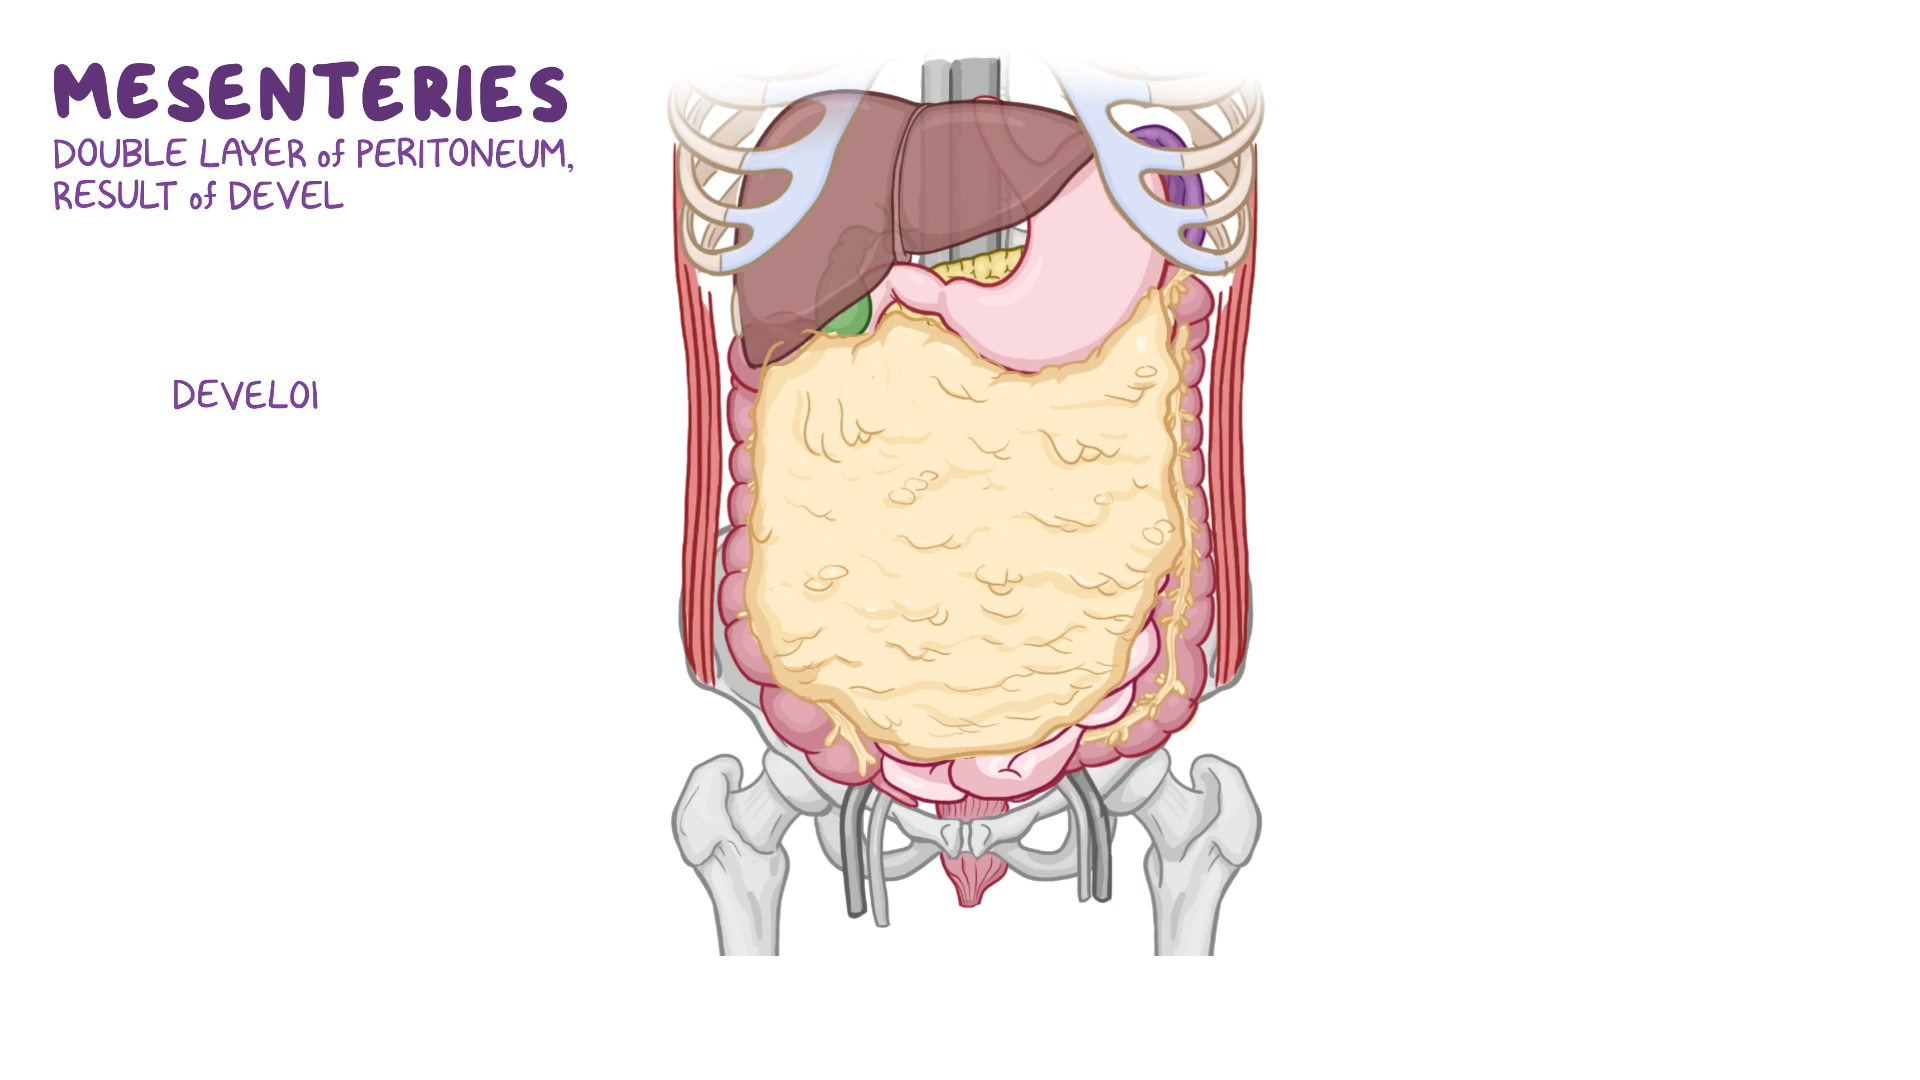 MESENTERIES
DOUBLE LAYER of PERITONEUM,
RESULT of DEVEL
DEVELOI